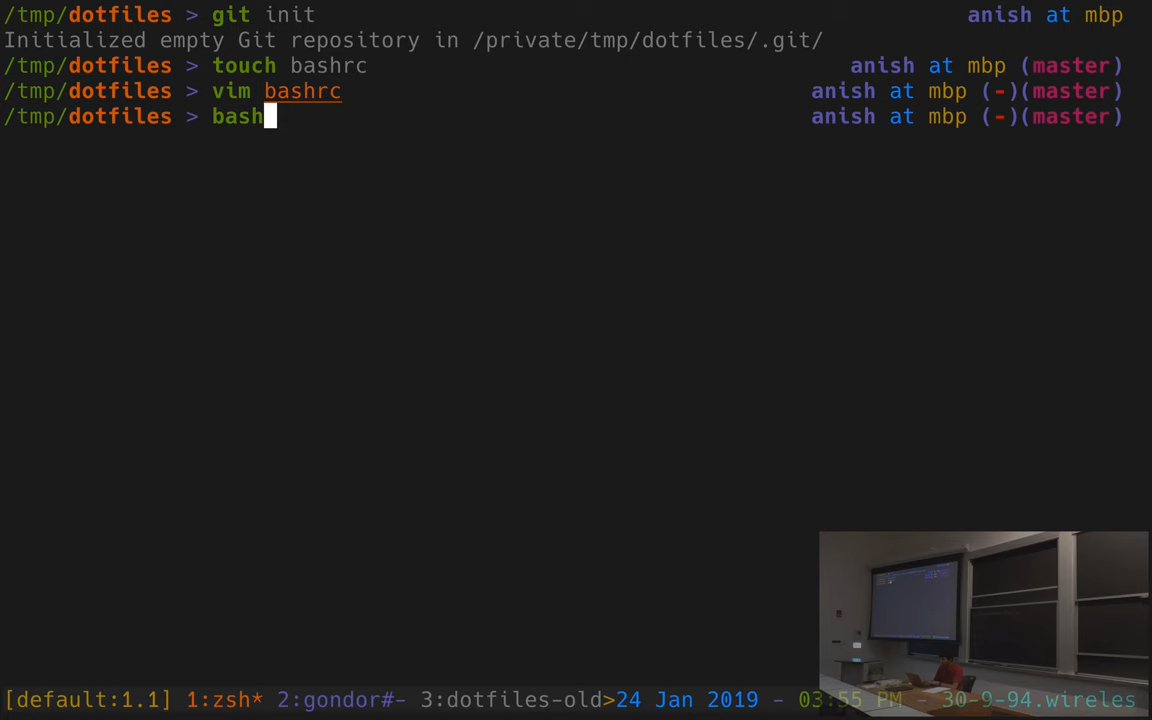 /tmp/dotfiles > git init anish at mbp
Initialized empty Git repository in /private/tmp/dotfiles/.git/
/tmp/dotfiles > touch bashrc anish at mbp (master)
/tmp/dotfiles > vim bashrc anish at mbp (-)(master)
/tmp/dotfiles > bash anish at mbp (-)(master)
[default:1.1] 1:zsh* 2:gondor#- 3:dotfiles-old>24 Jan 2019 - 03:55 PM - 30-9-94.wireles